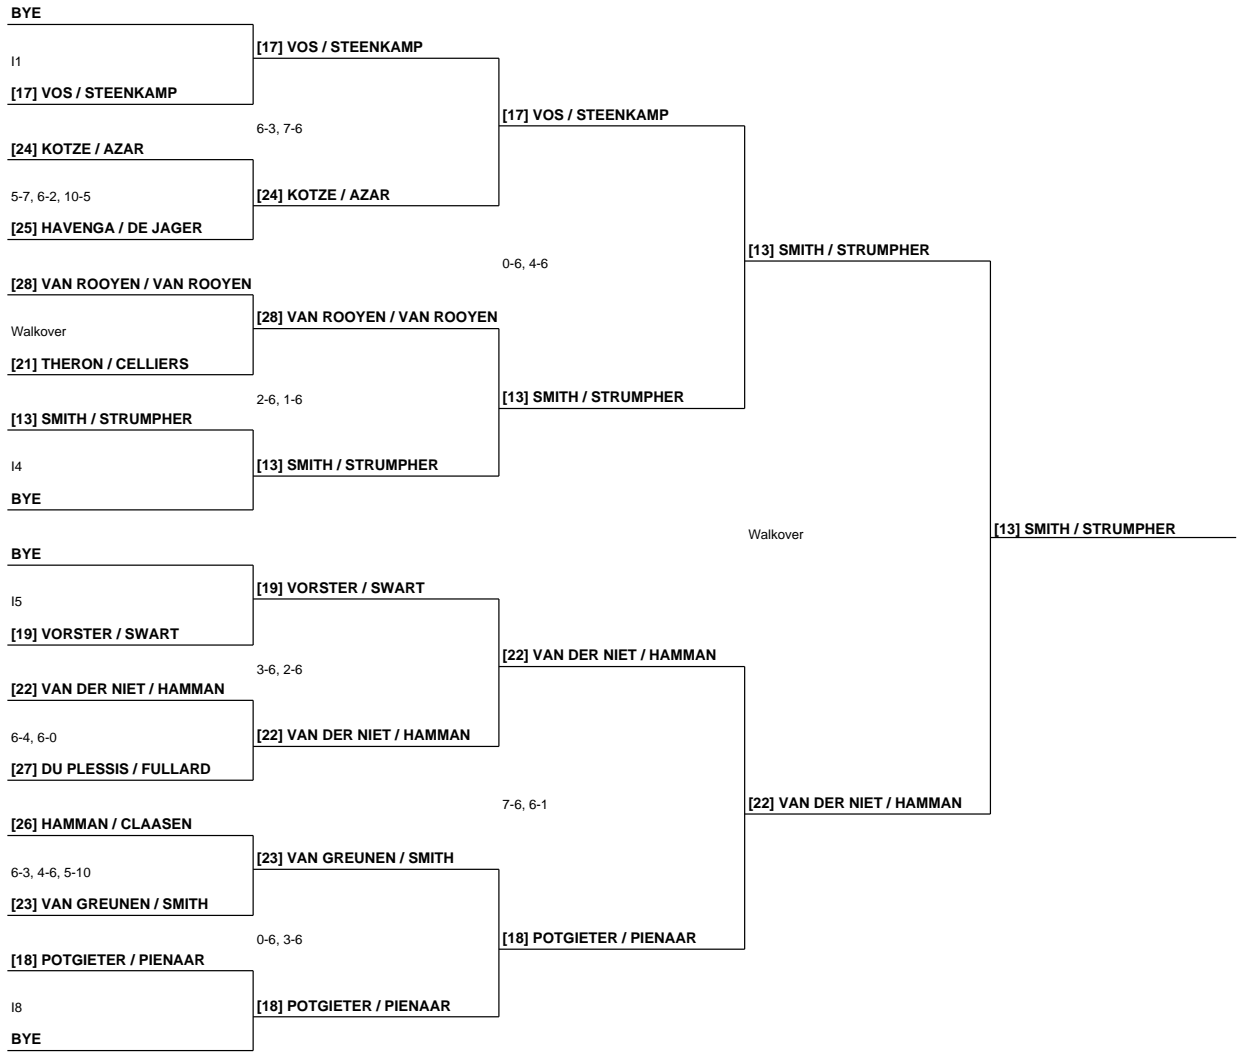 BYE
[17] VOS / STEENKAMP
I1
[17] VOS / STEENKAMP
[17] VOS / STEENKAMP
6-3, 7-6
[24] KOTZE / AZAR
5-7, 6-2, 10-5
[24] KOTZE / AZAR
[25] HAVENGA / DE JAGER
[13] SMITH / STRUMPHER
0-6, 4-6
[28] VAN ROOYEN / VAN ROOYEN
[28] VAN ROOYEN / VAN ROOYEN
Walkover
[21] THERON / CELLIERS
[13] SMITH / STRUMPHER
2-6, 1-6
[13] SMITH / STRUMPHER
[13] SMITH / STRUMPHER
I4
BYE
[13] SMITH / STRUMPHER
Walkover
BYE
[19] VORSTER / SWART
I5
[19] VORSTER / SWART
[22] VAN DER NIET / HAMMAN
3-6, 2-6
[22] VAN DER NIET / HAMMAN
[22] VAN DER NIET / HAMMAN
6-4, 6-0
[27] DU PLESSIS / FULLARD
[22] VAN DER NIET / HAMMAN
7-6, 6-1
[26] HAMMAN / CLAASEN
[23] VAN GREUNEN / SMITH
6-3, 4-6, 5-10
[23] VAN GREUNEN / SMITH
[18] POTGIETER / PIENAAR
0-6, 3-6
[18] POTGIETER / PIENAAR
[18] POTGIETER / PIENAAR
I8
BYE